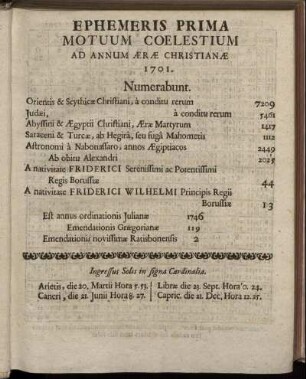 EPHEMERIS PRIMA
MOTUUM COELESTIUM
AD ANNUM ÆRÆ CHRISTIANÆ
1701.
Numerabunt.
Orientis & Scythicæ Christiani, à conditu rerum 7209
Judæi, à conditu rerum 5461
Abyssini & Ægyptii Christiani, Æræ Martyrum 1417
Saraceni & Turcæ, ab Hegirâ, seu fugâ Mahometis 1112
Astronomi à Nabonassaro, annos Ægiptiacos 2449
Ab obitu Alexandri 2025
A nativitate FRIDERICI Serenissimi ac Potentissimi
Regis Borussiæ 44
A nativitate FRIDERICI WILHELMI Principis Regii
Borussiæ 13
Est annus ordinationis Julianæ 1746
Emendationis Gregorianæ 119
Emendationis novissimæ Ratisbonensis 2
Ingressus Solis in signa Cardinalia.
Arietis, die 20. Martii Hora 5. 53. Libræ die 23. Sept. Hora 0. 24.
Cancri, die 21. Junii Hora 9. 27. Capric. die 21. Dec, Hora 12. 21.